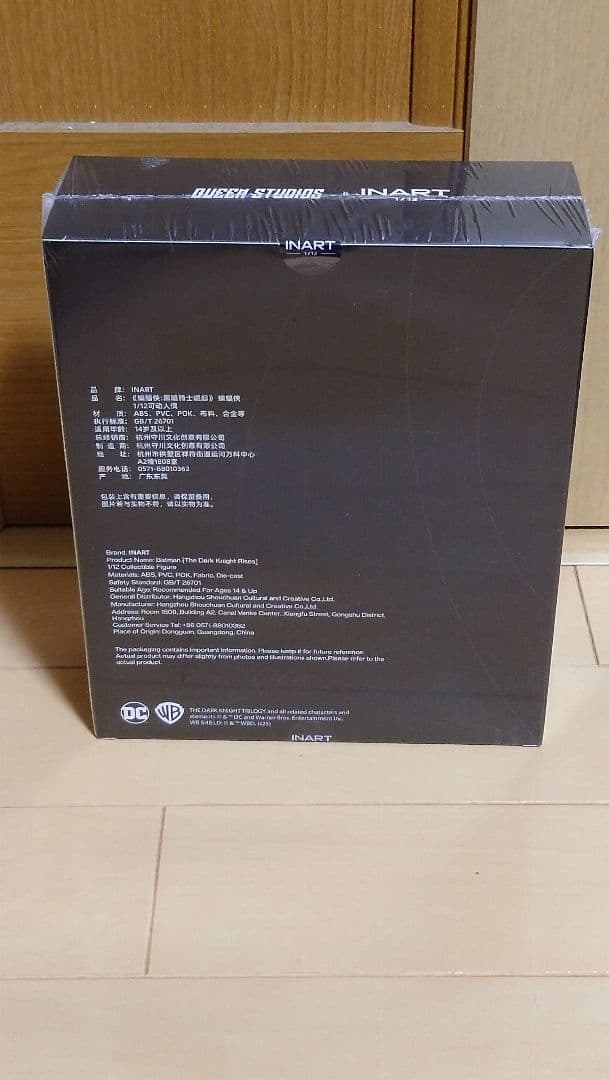 QUEEN STUDIOS INART
1/12
INART
1/12
品　牌：INART
品　名：《蝙蝠侠:黑暗骑士崛起》蝙蝠侠
1/12可动人偶
材　质：ABS、PVC、POK、布料、合金等
执行标准：GB/T 26701
适用年龄：14岁及以上
总经销商：杭州守川文化创意有限公司
制 造 商：杭州守川文化创意有限公司
地　址：杭州市拱墅区祥符街道运河万科中心
A2幢1808室
服务电话：0571-88010362
产　地：广东东莞
包装上含有重要信息，请保留备用。
图片若与实物不符，请以实物为准。
Brand: INART
Product Name: Batman [The Dark Knight Rises]
1/12 Collectible Figure
Materials: ABS, PVC, POK, Fabric, Die-cast
Safety Standard: GB/T 26701
Suitable Age: Recommended For Ages 14 & Up
General Distributor: Hangzhou Shouchuan Cultural and Creative Co.,Ltd.
Manufacturer: Hangzhou Shouchuan Cultural and Creative Co.,Ltd.
Address: Room 1808, Building A2, Canal Vanke Center, Xiangfu Street, Gongshu District,
Hangzhou
Customer Service Tel: +86 0571-88010362
Place of Origin: Dongguan, Guangdong, China
The packaging contains important information. Please keep it for future reference.
Actual product may differ slightly from photos and illustrations shown.Please refer to the
actual product.
DC WB
THE DARK KNIGHT TRILOGY and all related characters and
elements © & ™ DC and Warner Bros. Entertainment Inc.
WB SHIELD: © & ™ WBEI. (s25)
INART